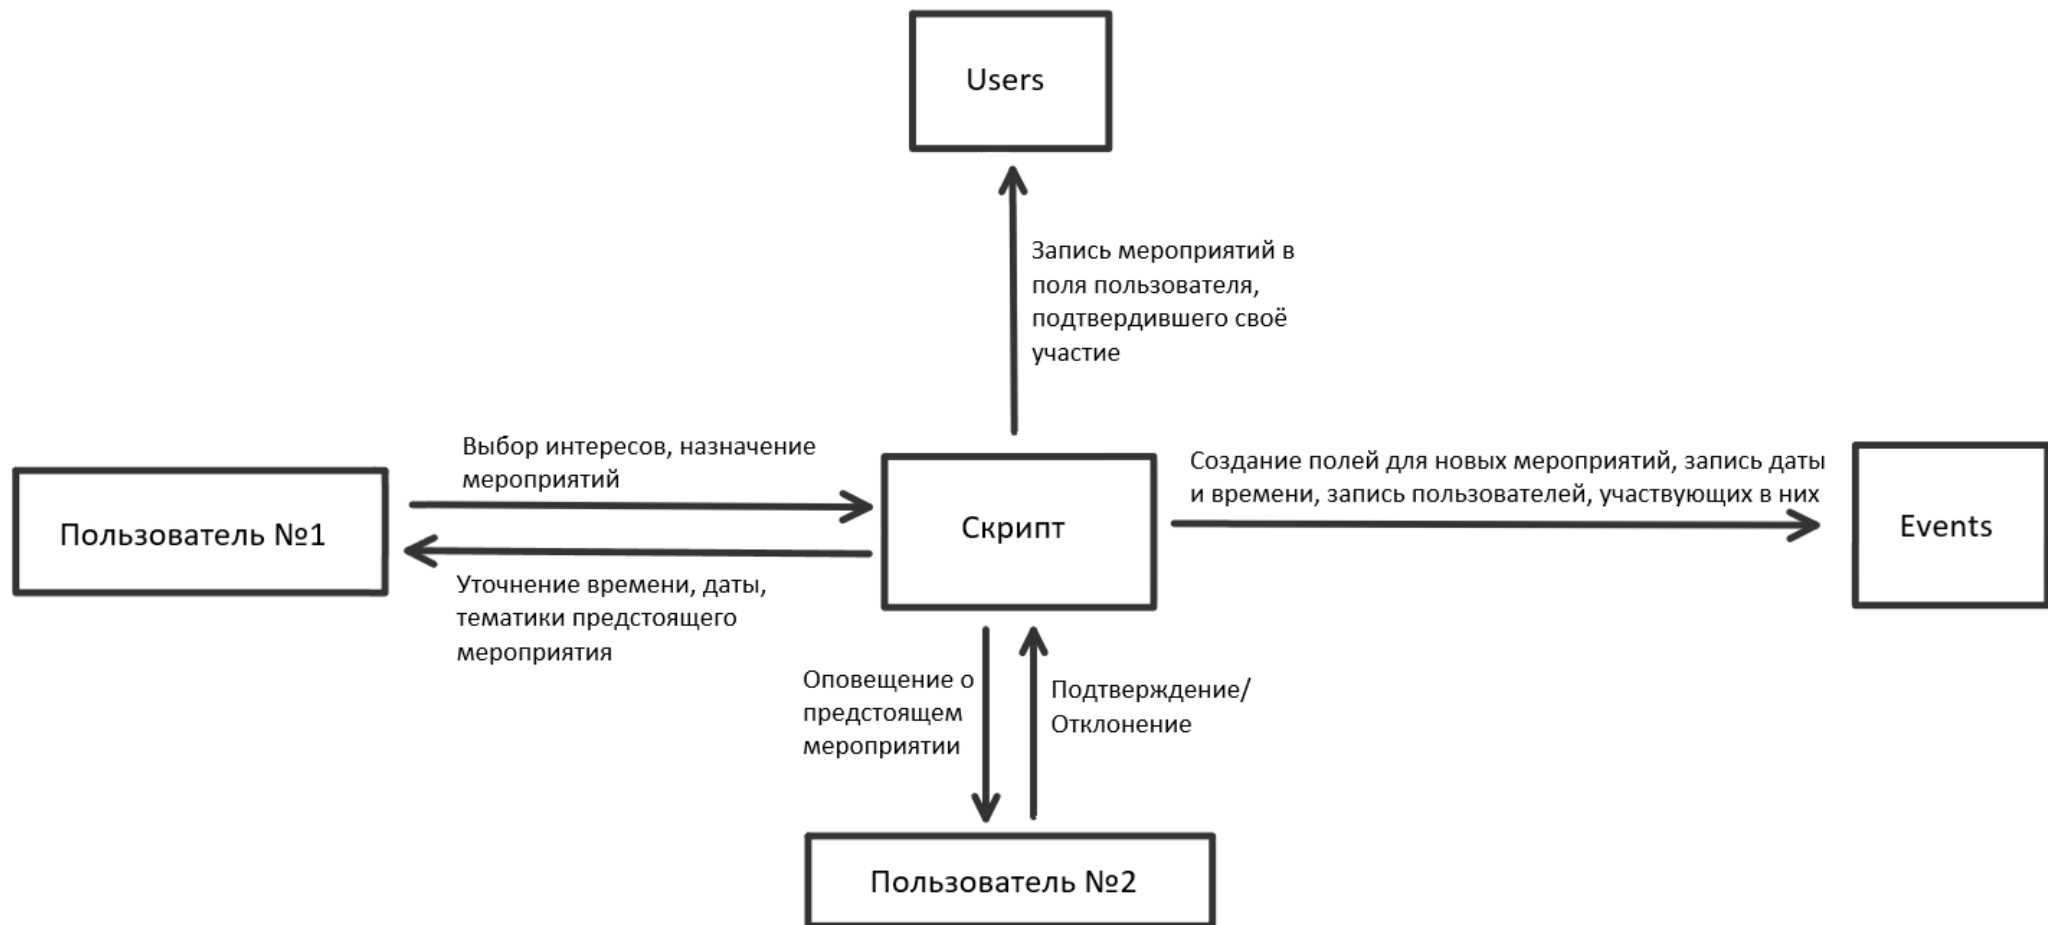 Users
Запись мероприятий в
поля пользователя,
подтвердившего своё
участие
Выбор интересов, назначение
мероприятий
Создание полей для новых мероприятий, запись даты
и времени, запись пользователей, участвующих в них
Пользователь №1
Скрипт
Events
Уточнение времени, даты,
тематики предстоящего
мероприятия
Оповещение о
предстоящем
мероприятии
Подтверждение/
Отклонение
Пользователь №2